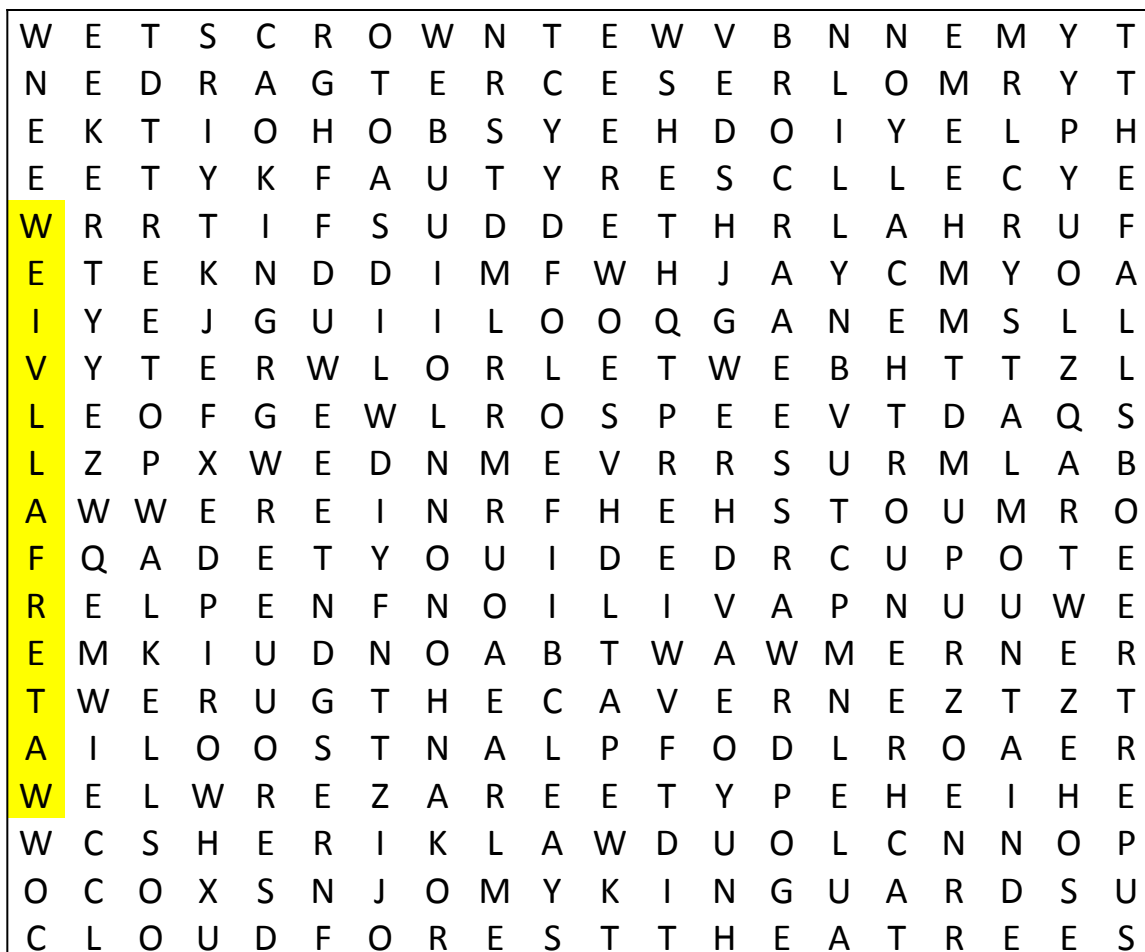 W E T S C R O W N T E W V B N N E M Y T
N E D R A G T E R C E S E R L O M R Y T
E K T I O H O B S Y E H D O I Y E L P H
E E T Y K F A U T Y R E S C L L E C Y E
W R R T I F S U D D E T H R L A H R U F
E T E K N D D I M F W H J A Y C M Y O A
I Y E J G U I I L O O Q G A N E M S L L
V Y T E R W L O R L E T W E B H T T Z L
L E O F G E W L R O S P E E V T D A Q S
L Z P X W E D N M E V R R S U R M L A B
A W W E R E I N R F H E H S T O U M R O
F Q A D E T Y O U I D E D R C U P O T E
R E L P E N F N O I L I V A P N U U W E
E M K I U D N O A B T W A W M E R N E R
T W E R U G T H E C A V E R N E Z T Z T
A I L O O S T N A L P F O D L R O A E R
W E L W R E Z A R E E T Y P E H E I H E
W C S H E R I K L A W D U O L C N N O P
O C O X S N J O M Y K I N G U A R D S U
C L O U D F O R E S T T H E A T R E E S